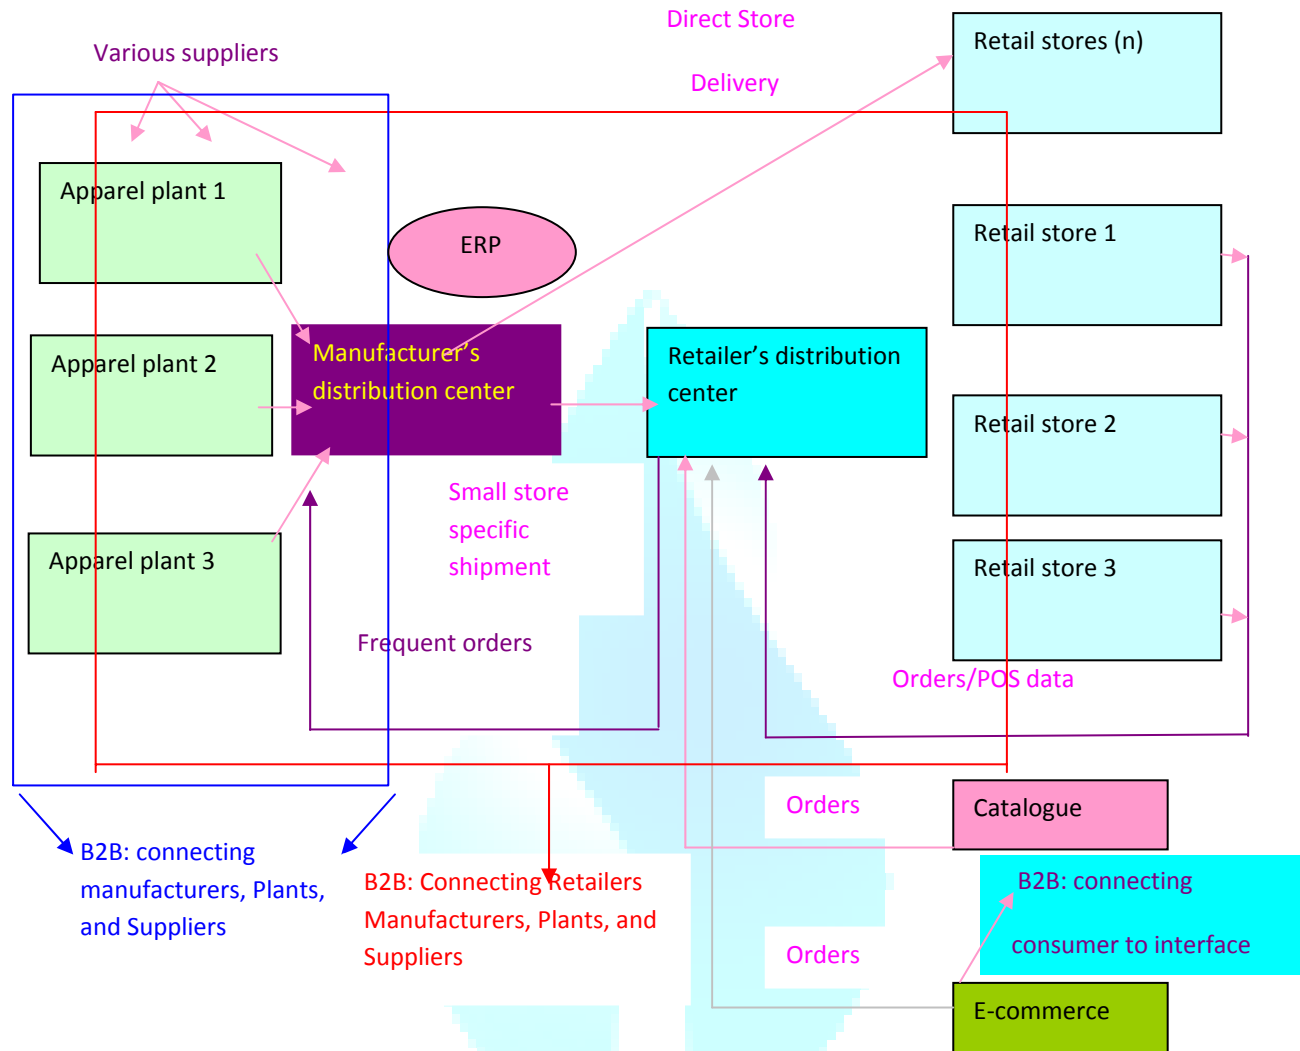 Direct Store
Delivery
Various suppliers
Retail stores (n)
Apparel plant 1
ERP
Retail store 1
Apparel plant 2
Manufacturer's
distribution center
Retailer's distribution
center
Retail store 2
Small store
specific
shipment
Apparel plant 3
Retail store 3
Frequent orders
Orders/POS data
Orders
Catalogue
B2B: connecting
manufacturers, Plants,
and Suppliers
B2B: Connecting Retailers
Manufacturers, Plants, and
Suppliers
B2B: connecting
consumer to interface
Orders
E-commerce